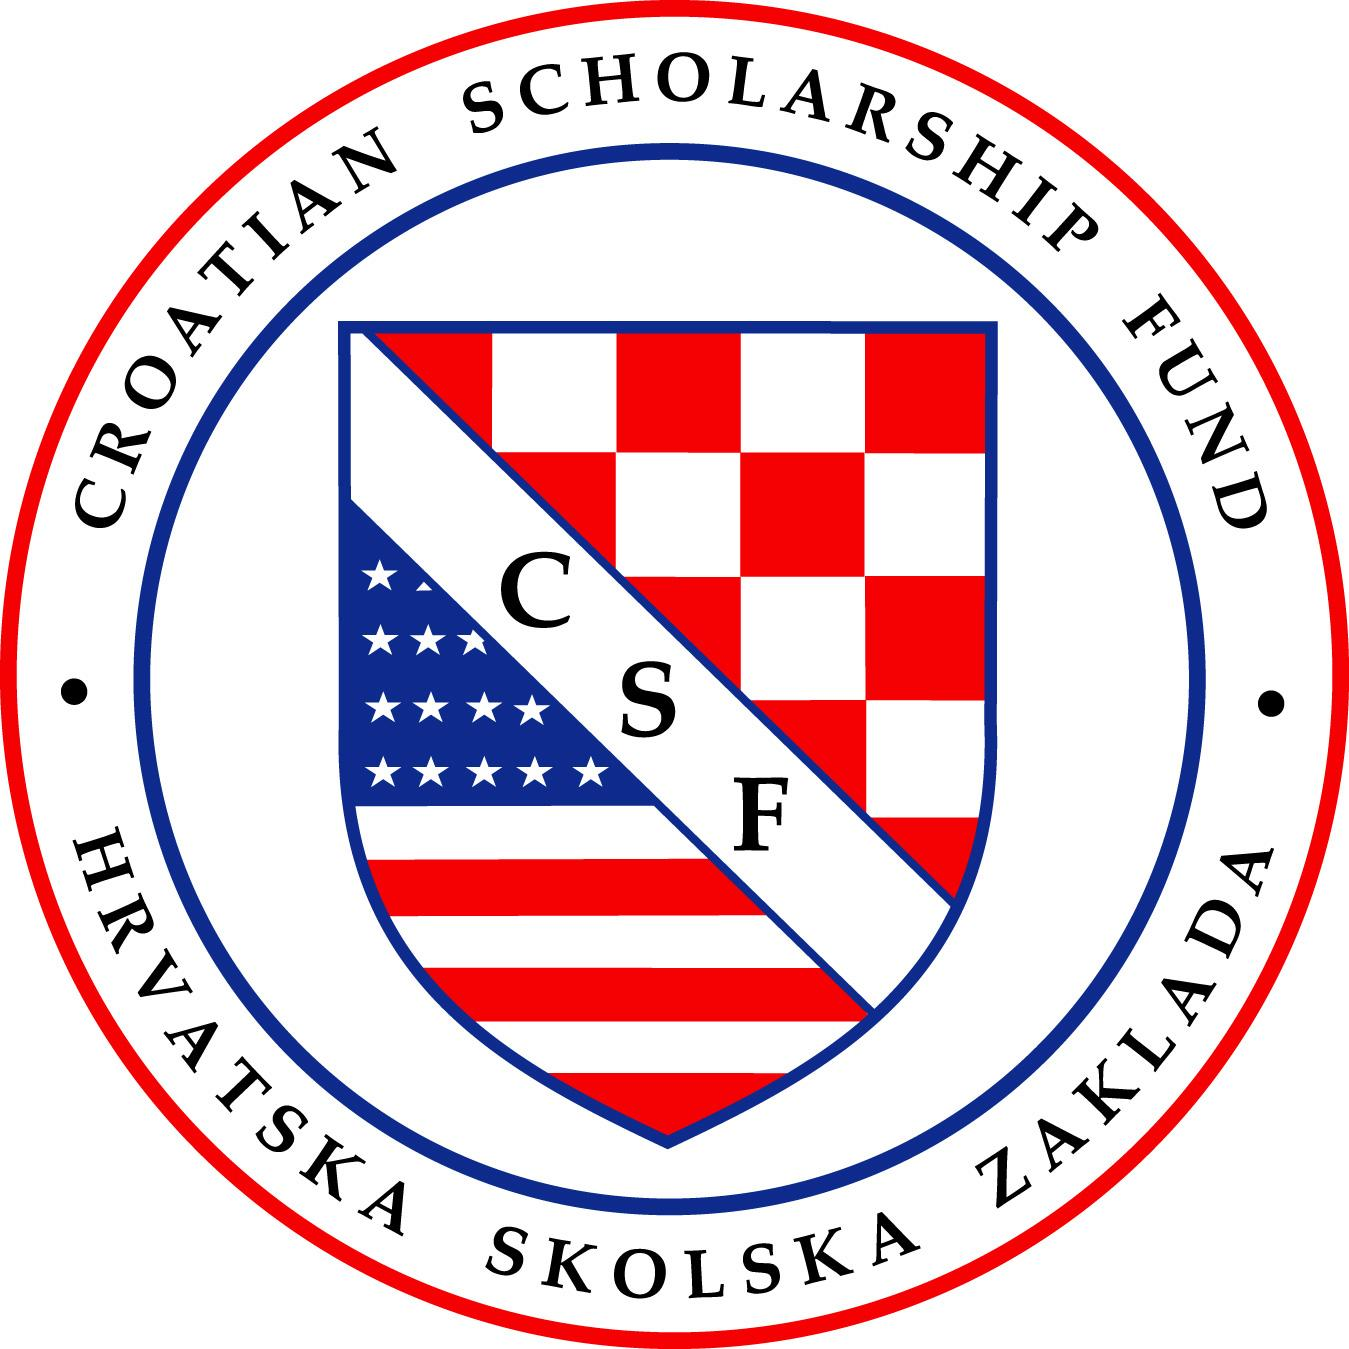 CROATIAN SCHOLARSHIP FUND
C
S
F
• HRVATSKA SKOLSKA ZAKLADA •